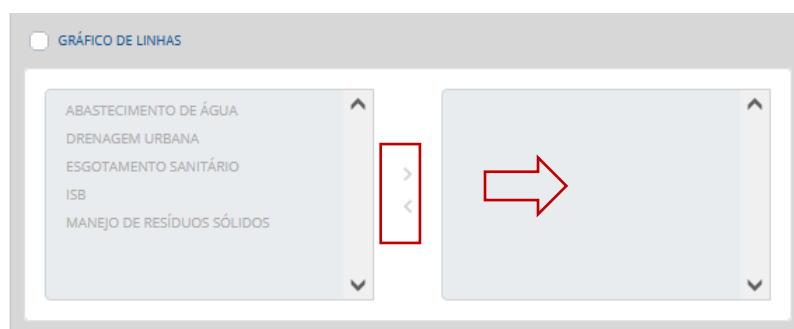 GRÁFICO DE LINHAS
ABASTECIMENTO DE ÁGUA
DRENAGEM URBANA
ESGOTAMENTO SANITÁRIO
ISB
MANEJO DE RESÍDUOS SÓLIDOS